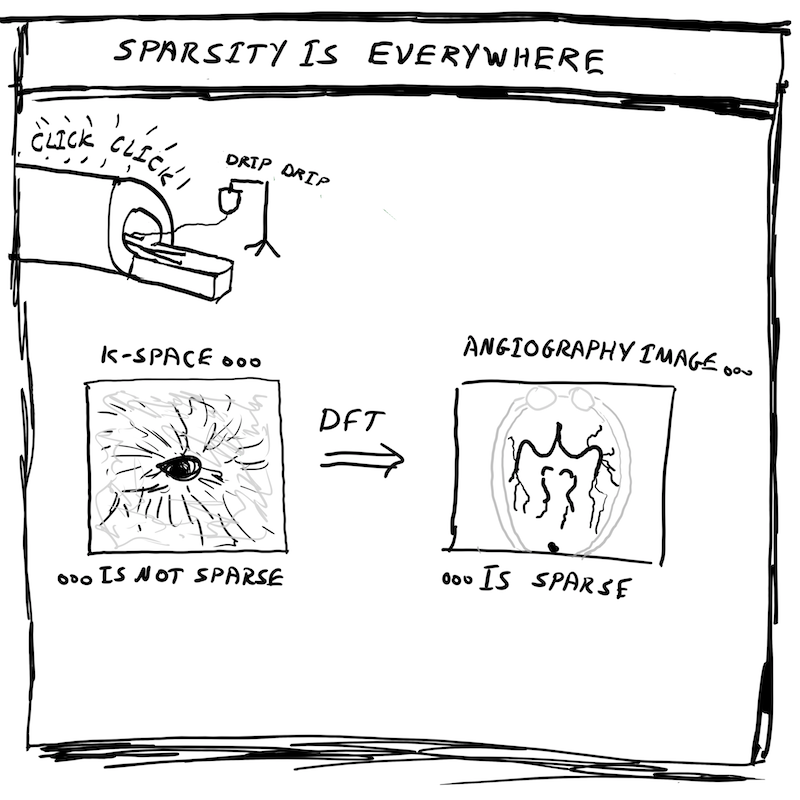 SPARSITY IS EVERYWHERE
CLICK CLICK
DRIP DRIP
K-SPACE ...
ANGIOGRAPHY IMAGE ...
DFT
... IS NOT SPARSE
... IS SPARSE